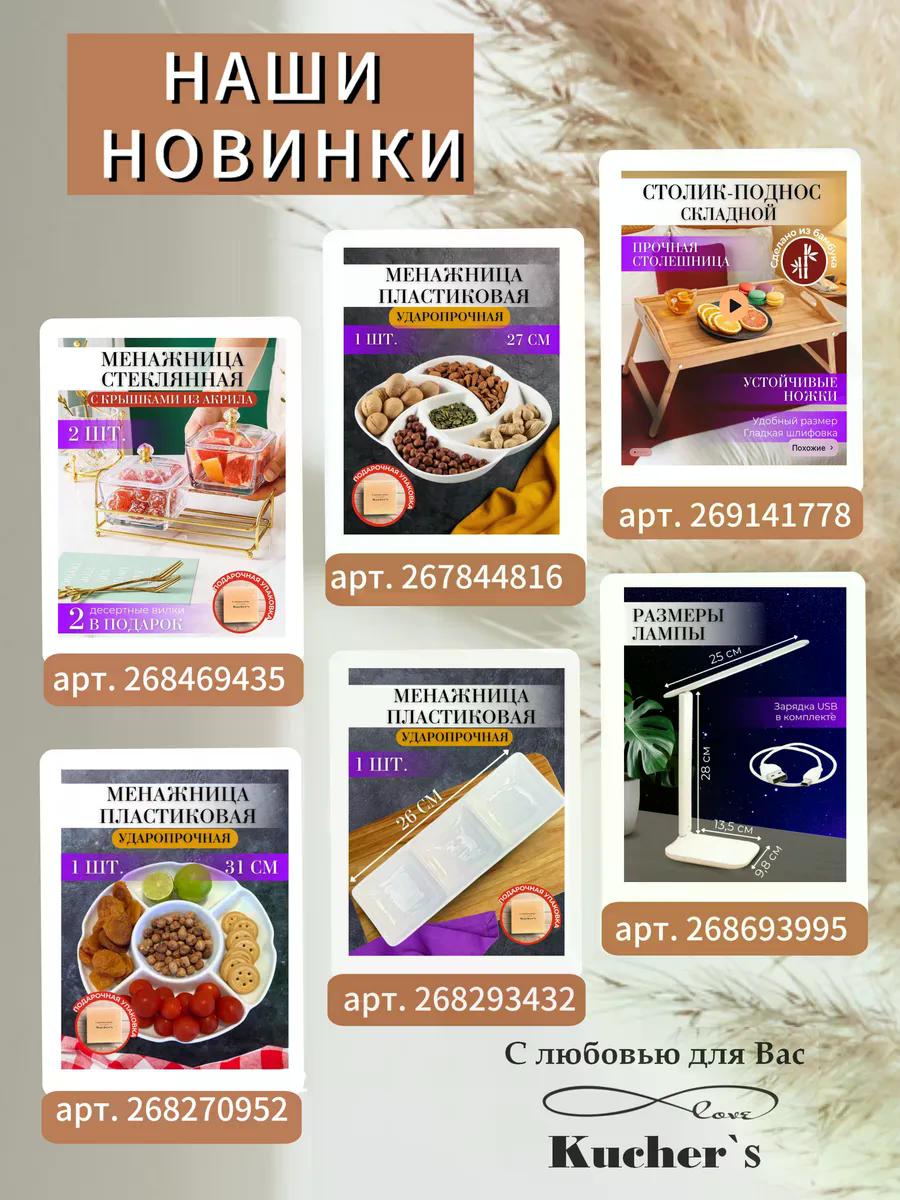 НАШИ
НОВИНКИ
МЕНАЖНИЦА
СТЕКЛЯННАЯ
С КРЫШКАМИ ИЗ АКРИЛА
2 ШТ.
ПОДАРОЧНАЯ УПАКОВКА
Kucher's
2 десертные вилки
В ПОДАРОК
арт. 268469435
МЕНАЖНИЦА
ПЛАСТИКОВАЯ
УДАРОПРОЧНАЯ
1 ШТ. 27 СМ
ПОДАРОЧНАЯ УПАКОВКА
Kucher's
арт. 267844816
СТОЛИК-ПОДНОС
СКЛАДНОЙ
ПРОЧНАЯ
СТОЛЕШНИЦА
Сделано из бамбука
УСТОЙЧИВЫЕ
НОЖКИ
Удобный размер
Гладкая шлифовка
Похожие >
арт. 269141778
МЕНАЖНИЦА
ПЛАСТИКОВАЯ
УДАРОПРОЧНАЯ
1 ШТ. 31 СМ
ПОДАРОЧНАЯ УПАКОВКА
Kucher's
арт. 268270952
МЕНАЖНИЦА
ПЛАСТИКОВАЯ
УДАРОПРОЧНАЯ
1 ШТ.
26 СМ
ПОДАРОЧНАЯ УПАКОВКА
Kucher's
арт. 268293432
РАЗМЕРЫ
ЛАМПЫ
25 см
Зарядка USB
в комплекте
28 см
13,5 см
9,8 см
арт. 268693995
С любовью для Вас
Love
Kucher`s